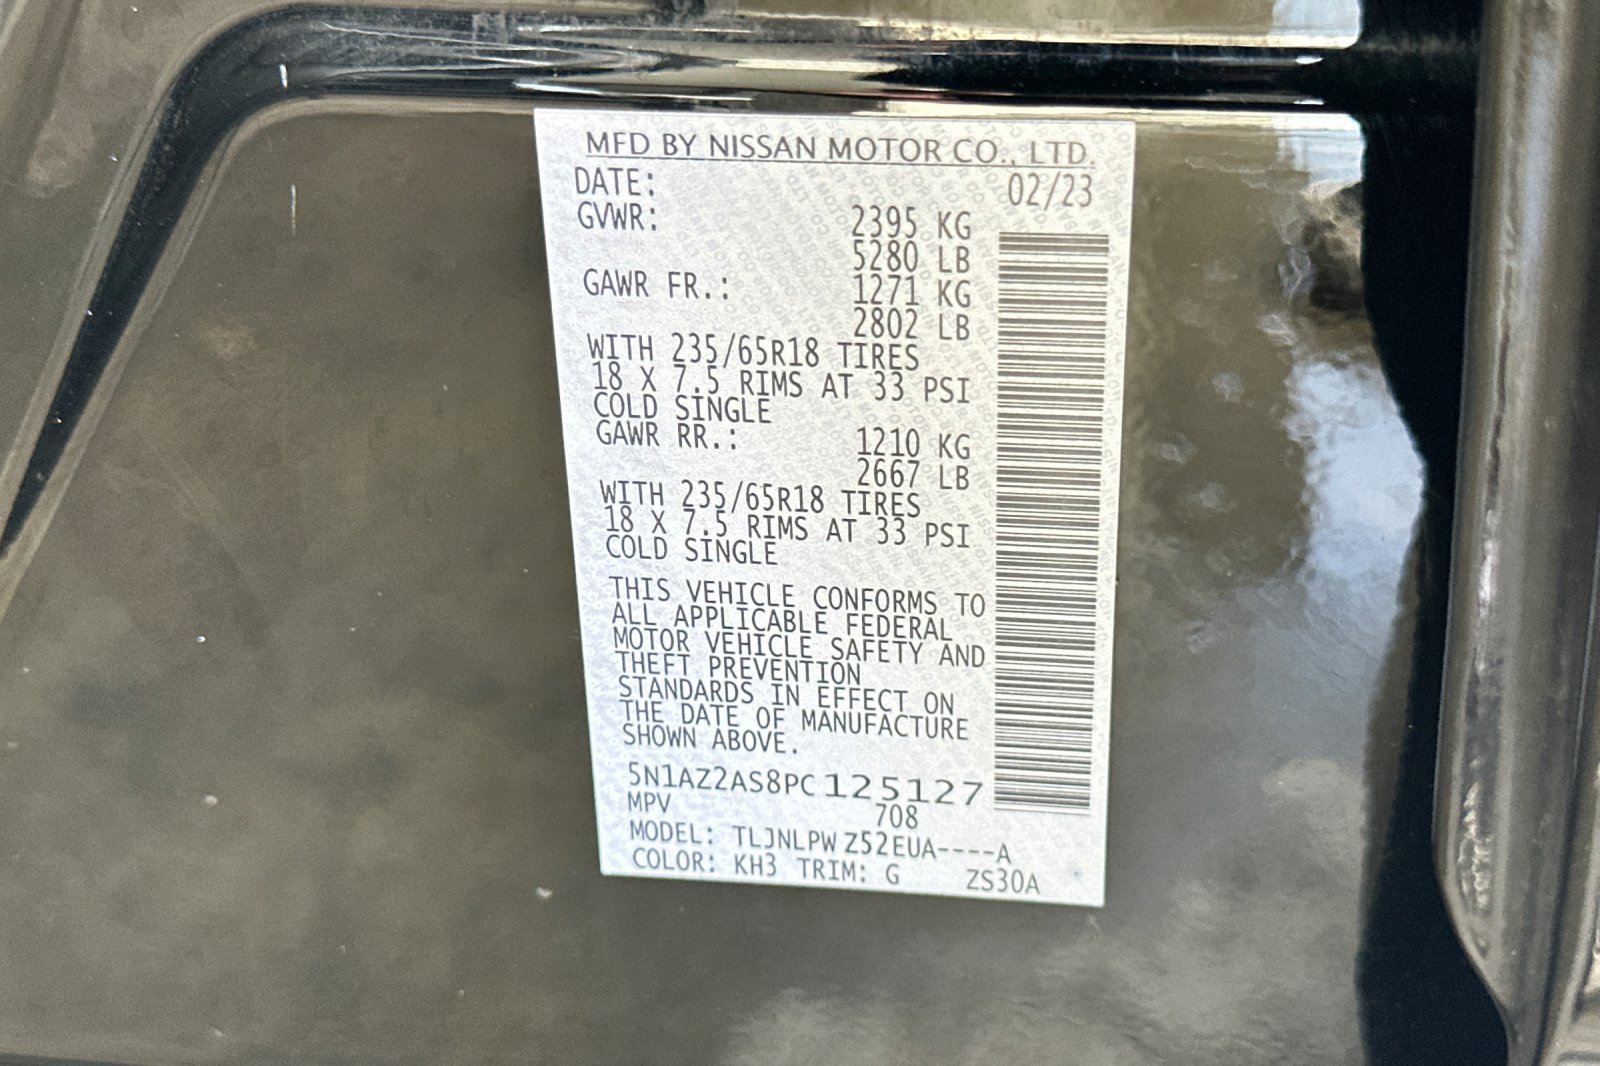 MFD BY NISSAN MOTOR CO., LTD.
DATE: 02/23
GVWR: 2395 KG
5280 LB
GAWR FR.: 1271 KG
2802 LB
WITH 235/65R18 TIRES
18 X 7.5 RIMS AT 33 PSI
COLD SINGLE
GAWR RR.: 1210 KG
2667 LB
WITH 235/65R18 TIRES
18 X 7.5 RIMS AT 33 PSI
COLD SINGLE
THIS VEHICLE CONFORMS TO
ALL APPLICABLE FEDERAL
MOTOR VEHICLE SAFETY AND
THEFT PREVENTION
STANDARDS IN EFFECT ON
THE DATE OF MANUFACTURE
SHOWN ABOVE.
5N1AZ2AS8PC125127
MPV 708
MODEL: TLJNLPW Z52EUA----A
COLOR: KH3 TRIM: G ZS30A